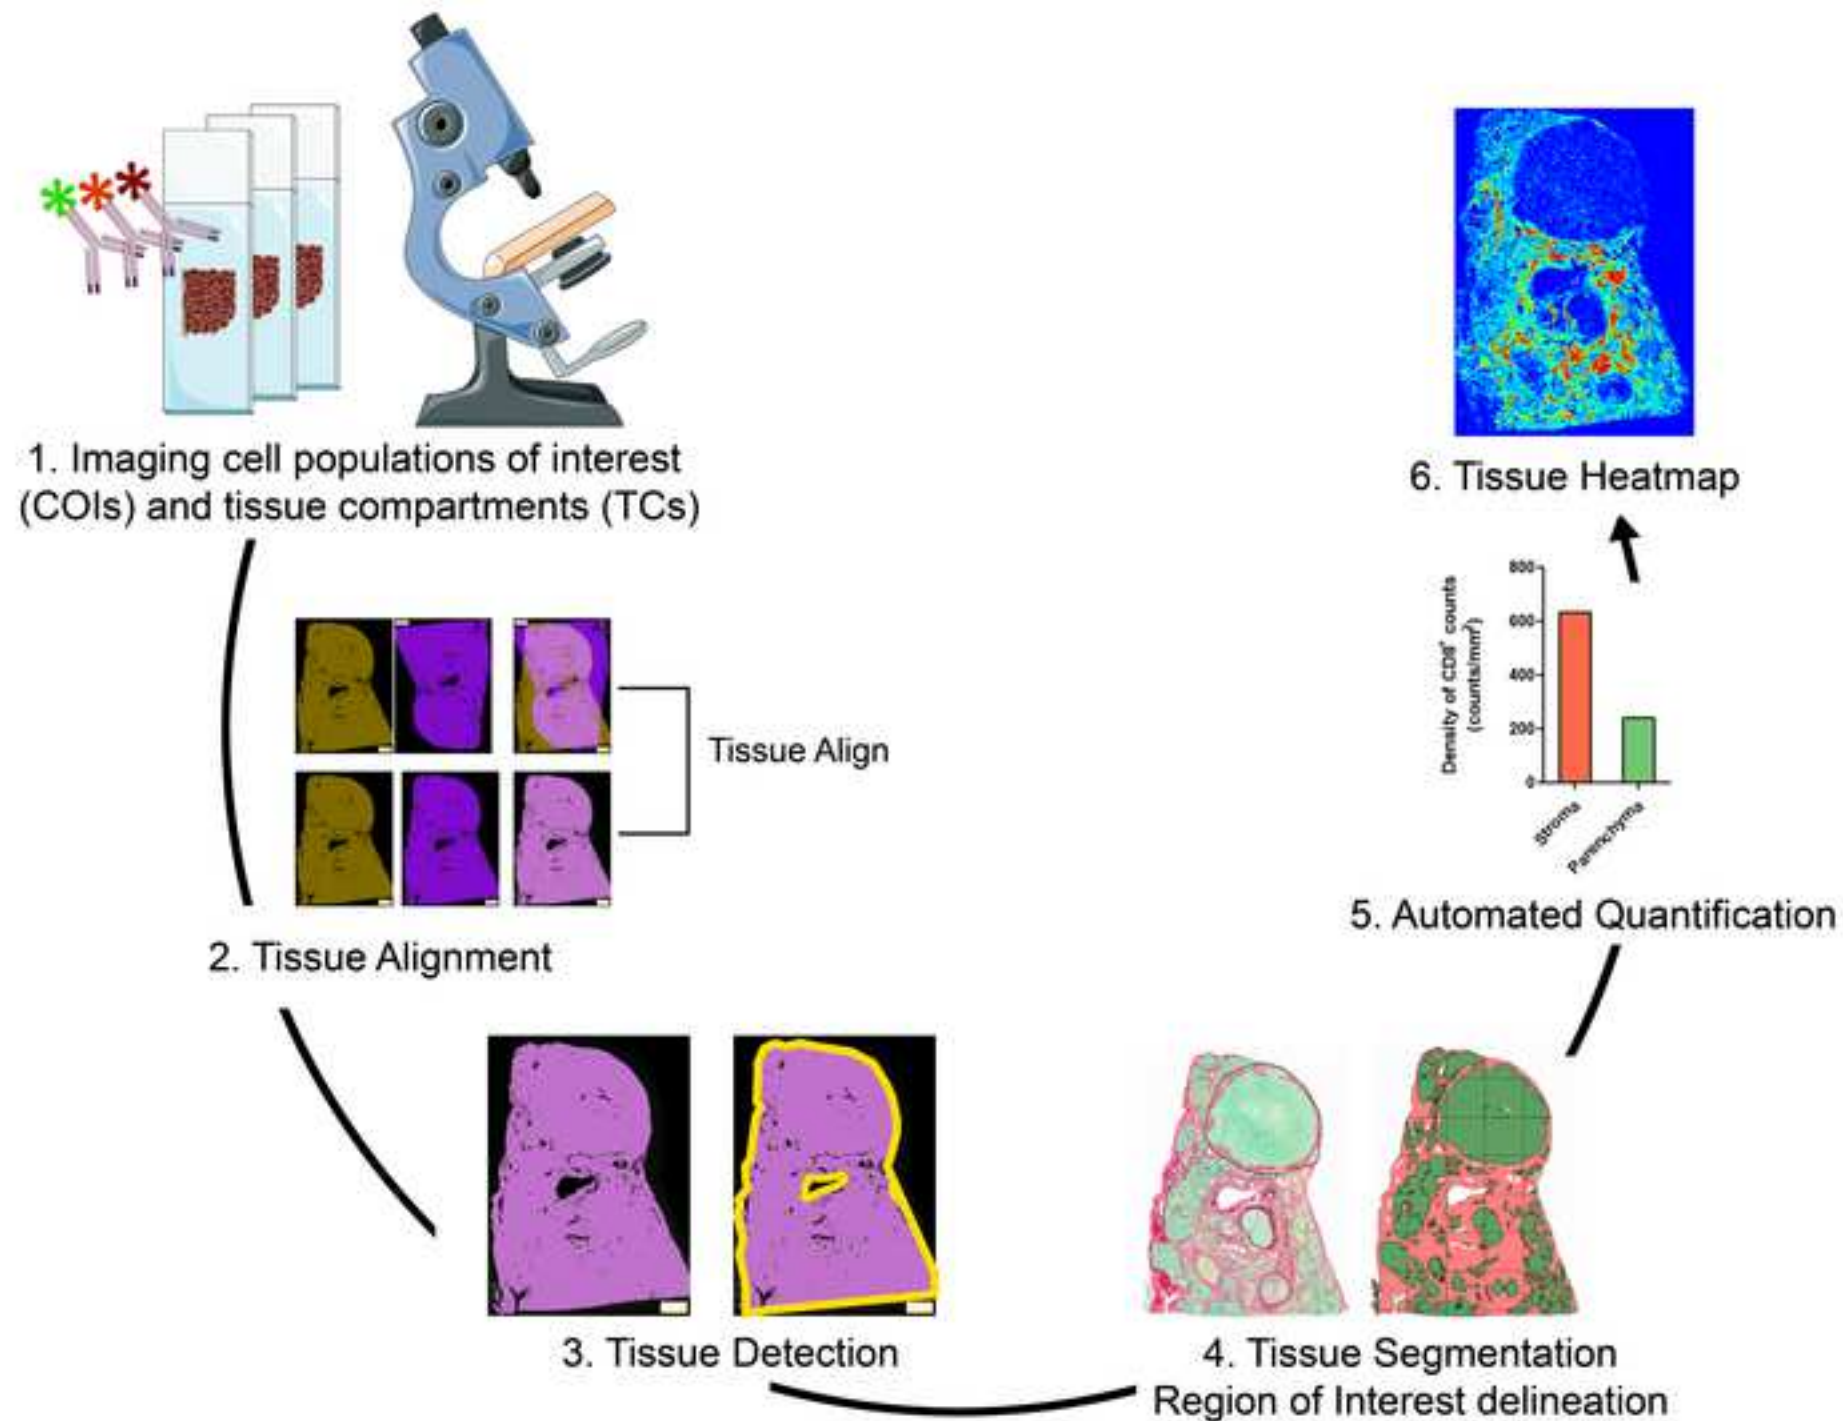 1. Imaging cell populations of interest
(COIs) and tissue compartments (TCs)
Tissue Align
2. Tissue Alignment
3. Tissue Detection
4. Tissue Segmentation
Region of Interest delineation
5. Automated Quantification
Density of CD8⁺ counts
(counts/mm²)
800
600
400
200
0
Stroma
Parenchyma
6. Tissue Heatmap